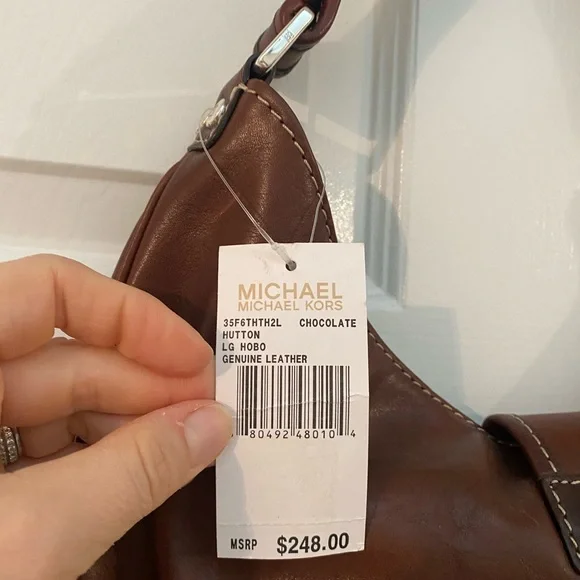 MICHAEL
MICHAEL KORS
35F6THTH2L CHOCOLATE
HUTTON
LG HOBO
GENUINE LEATHER
80492 48010 4
MSRP $248.00